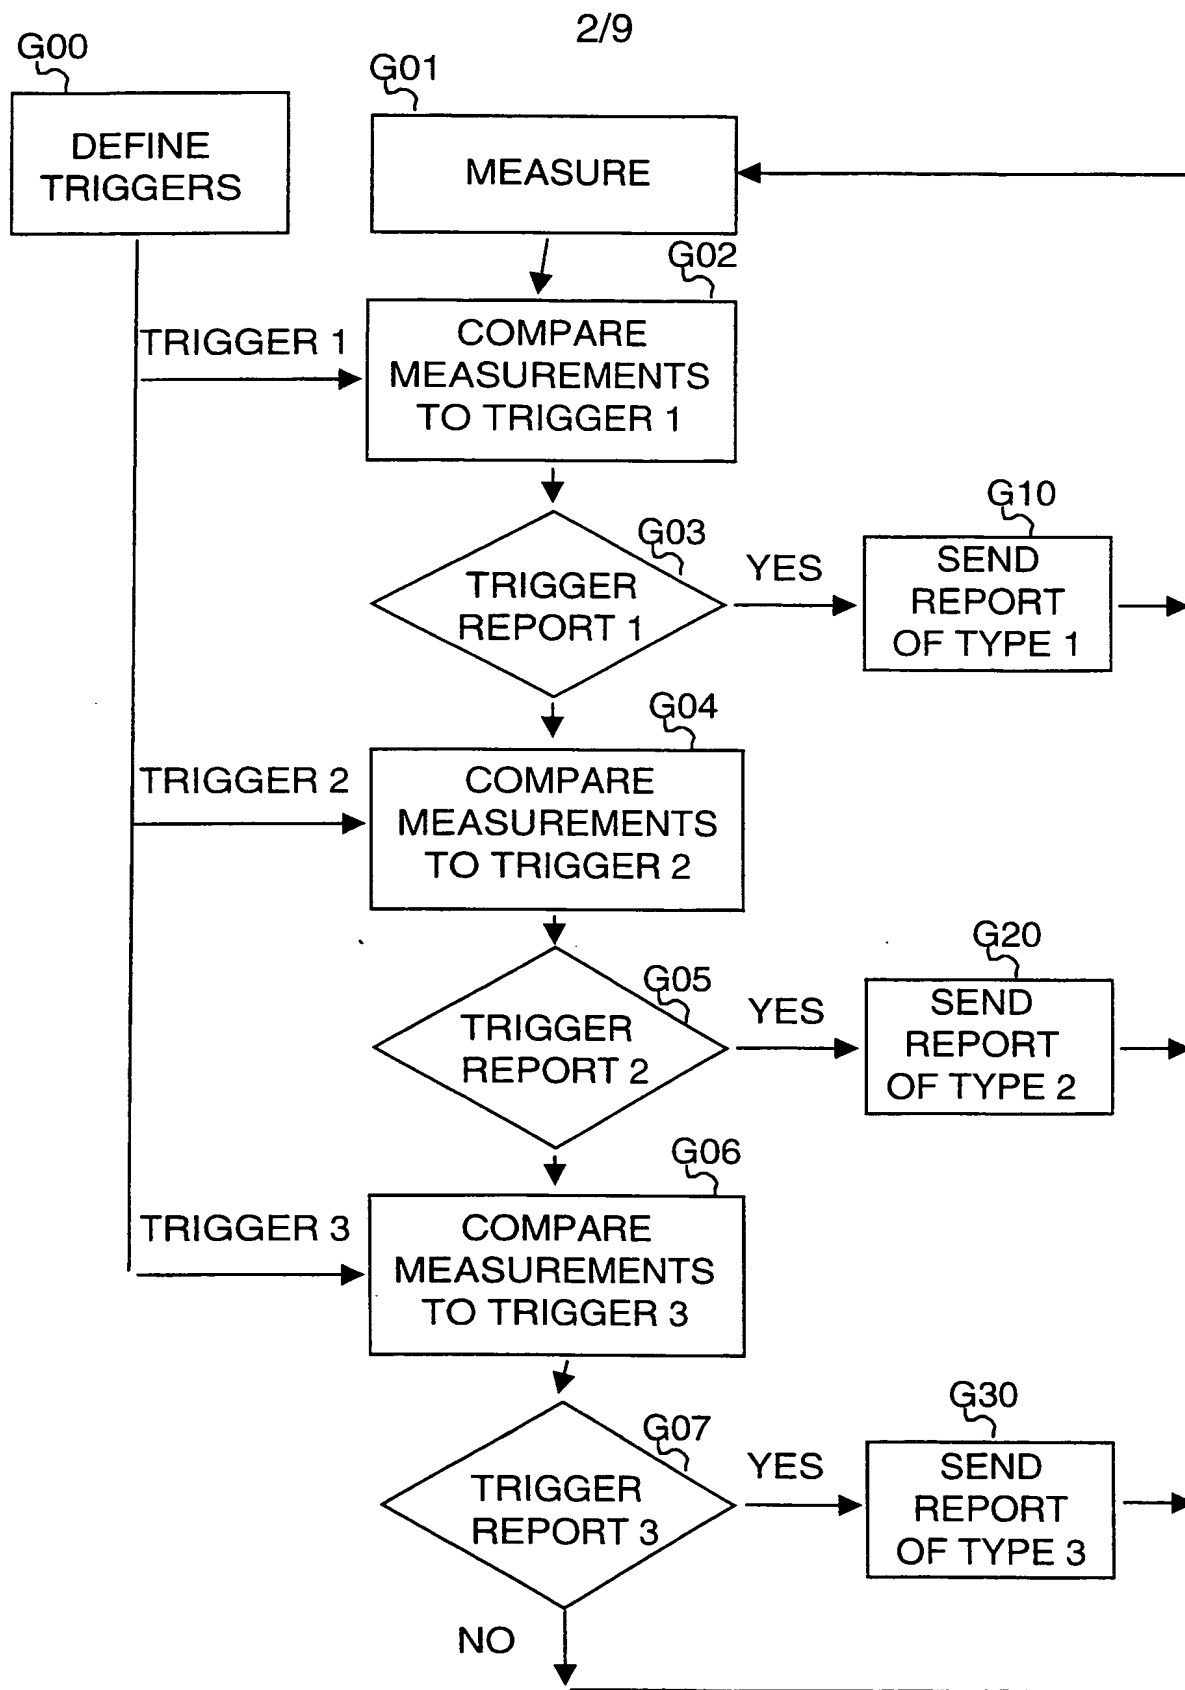 2/9
G00
DEFINE
TRIGGERS
G01
MEASURE
G02
TRIGGER 1
COMPARE
MEASUREMENTS
TO TRIGGER 1
G03
TRIGGER
REPORT 1
YES
G10
SEND
REPORT
OF TYPE 1
G04
TRIGGER 2
COMPARE
MEASUREMENTS
TO TRIGGER 2
G05
TRIGGER
REPORT 2
YES
G20
SEND
REPORT
OF TYPE 2
G06
TRIGGER 3
COMPARE
MEASUREMENTS
TO TRIGGER 3
G07
TRIGGER
REPORT 3
YES
G30
SEND
REPORT
OF TYPE 3
NO